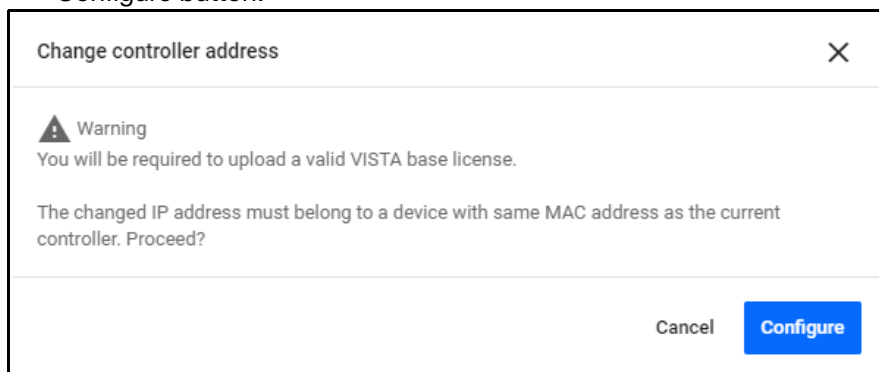 Configure button.
Change controller address
Warning
You will be required to upload a valid VISTA base license.
The changed IP address must belong to a device with same MAC address as the current
controller. Proceed?
Cancel
Configure